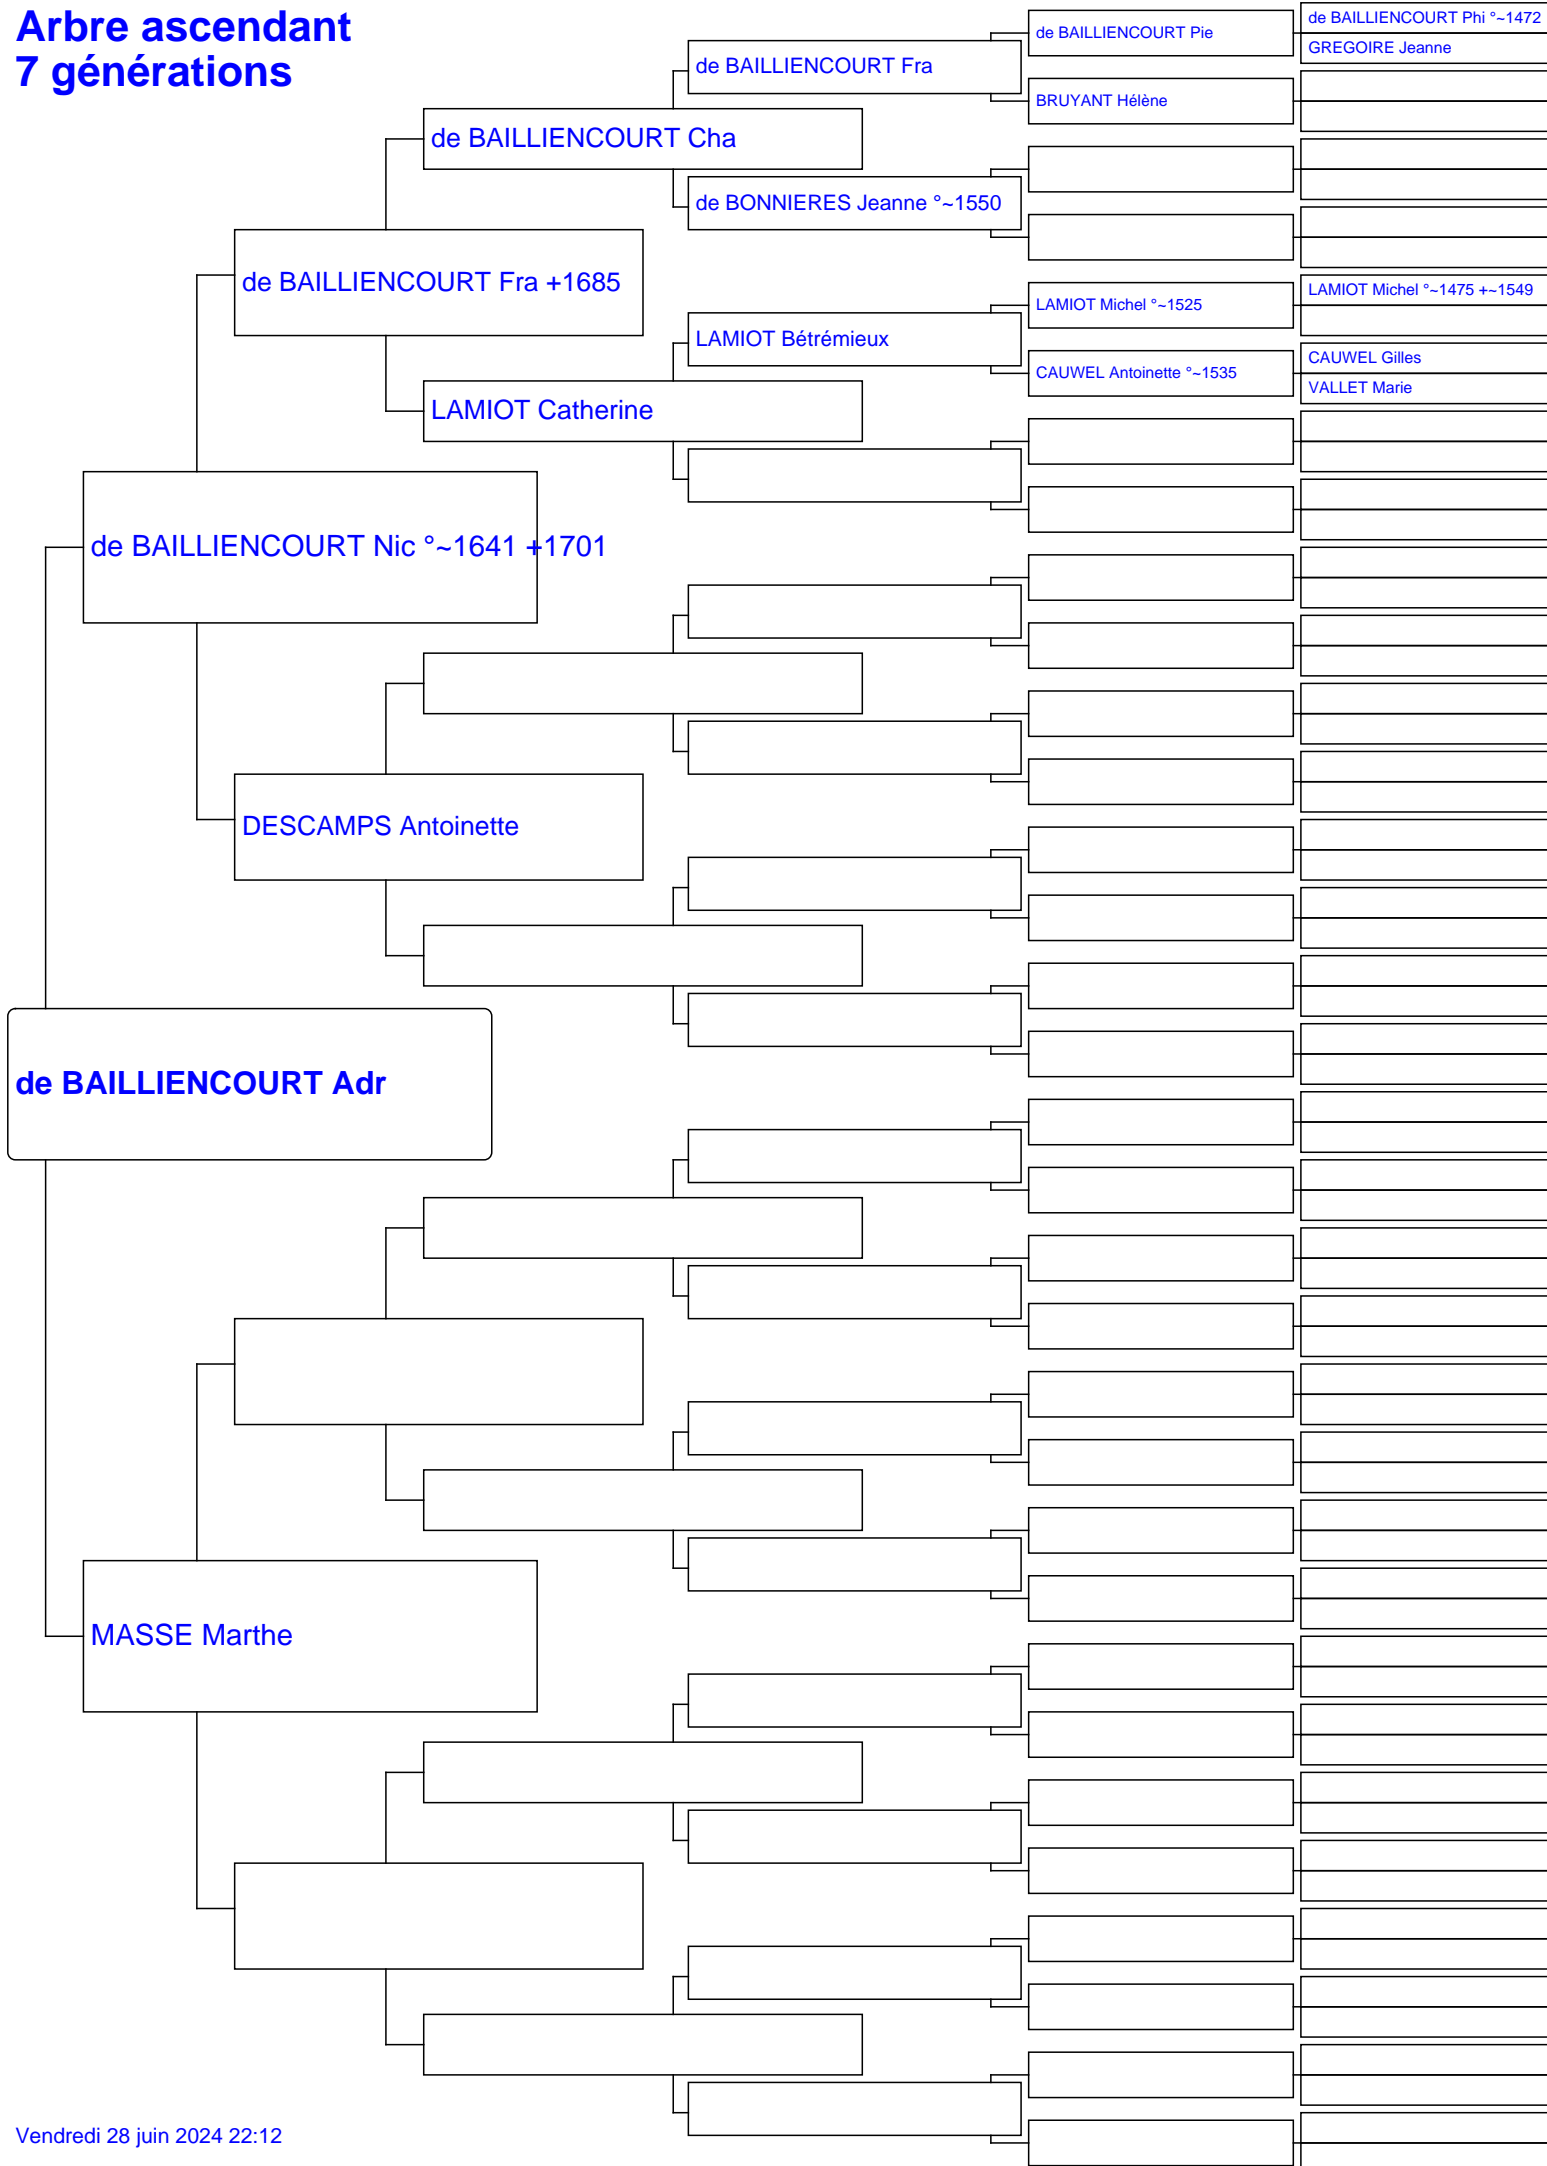 Arbre ascendant
7 générations
de BAILLIENCOURT Phi °~1472
de BAILLIENCOURT Pie
GREGOIRE Jeanne
de BAILLIENCOURT Fra
BRUYANT Hélène
de BAILLIENCOURT Cha
de BONNIERES Jeanne °~1550
de BAILLIENCOURT Fra +1685
LAMIOT Michel °~1475 +~1549
LAMIOT Michel °~1525
LAMIOT Bétrémieux
CAUWEL Gilles
CAUWEL Antoinette °~1535
VALLET Marie
LAMIOT Catherine
de BAILLIENCOURT Nic °~1641 +1701
DESCAMPS Antoinette
de BAILLIENCOURT Adr
MASSE Marthe
Vendredi 28 juin 2024 22:12